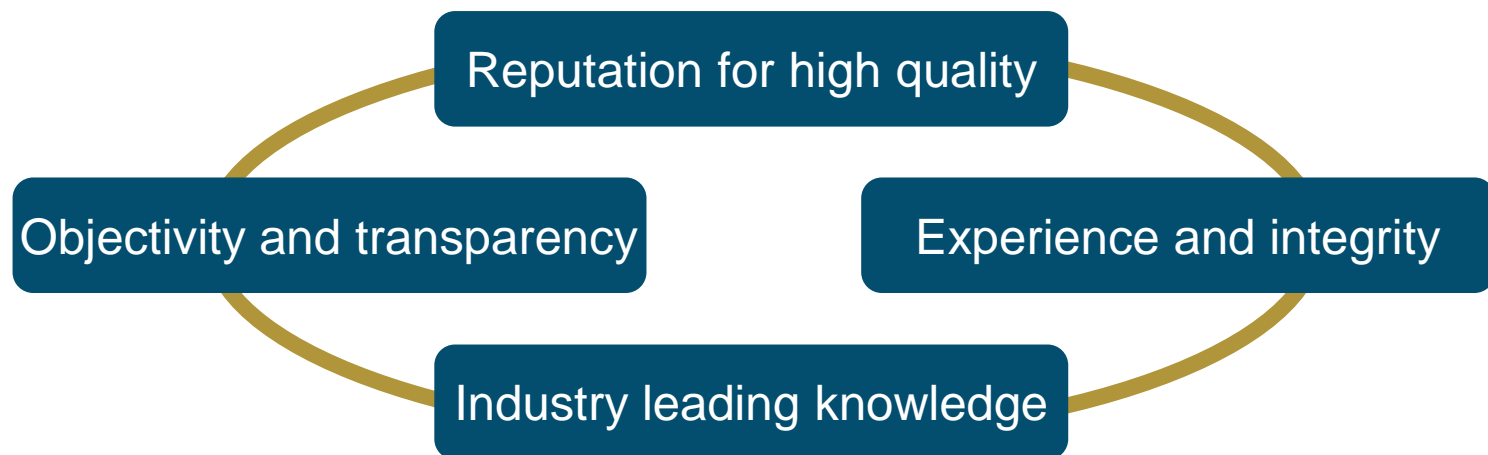 Reputation for high quality
Objectivity and transparency
Experience and integrity
Industry leading knowledge